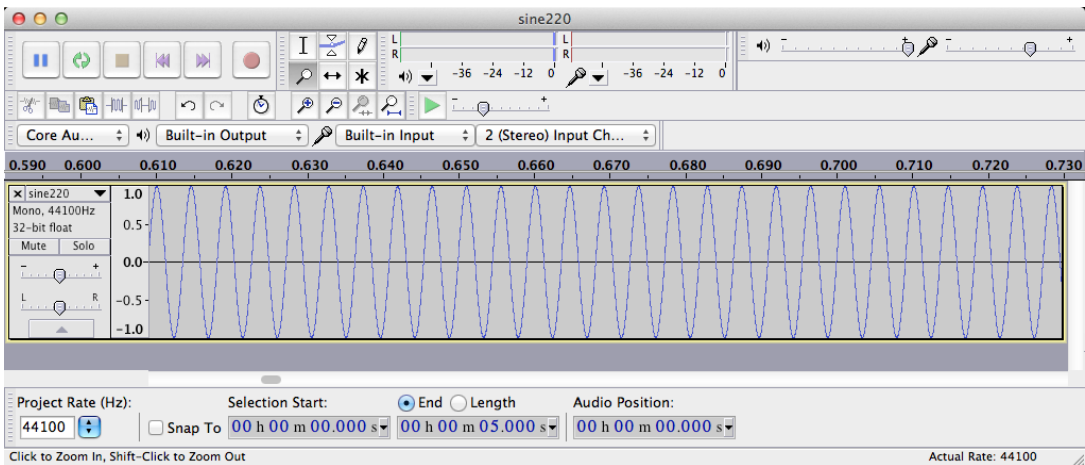 sine220
L
R
-36 -24 -12 0
L
R
-36 -24 -12 0
- +
- +
- +
Core Au... Built-in Output Built-in Input 2 (Stereo) Input Ch...
0.590 0.600 0.610 0.620 0.630 0.640 0.650 0.660 0.670 0.680 0.690 0.700 0.710 0.720 0.730
x sine220
Mono, 44100Hz
32-bit float
Mute Solo
- +
L R
1.0
0.5
0.0
-0.5
-1.0
Project Rate (Hz): Selection Start: End Length Audio Position:
44100 Snap To 00 h 00 m 00.000 s 00 h 00 m 05.000 s 00 h 00 m 00.000 s
Click to Zoom In, Shift-Click to Zoom Out Actual Rate: 44100